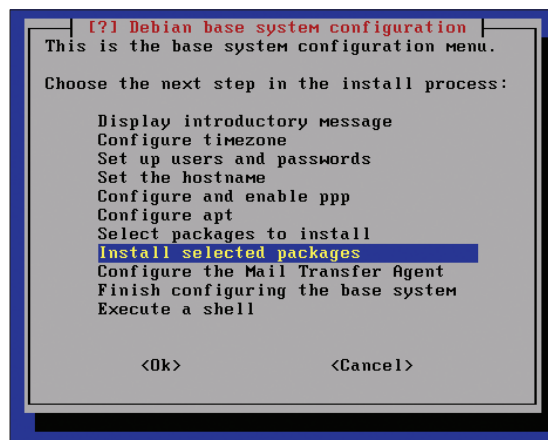 [?] Debian base system configuration
This is the base system configuration menu.
Choose the next step in the install process:
Display introductory message
Configure timezone
Set up users and passwords
Set the hostname
Configure and enable ppp
Configure apt
Select packages to install
Install selected packages
Configure the Mail Transfer Agent
Finish configuring the base system
Execute a shell
<Ok> <Cancel>